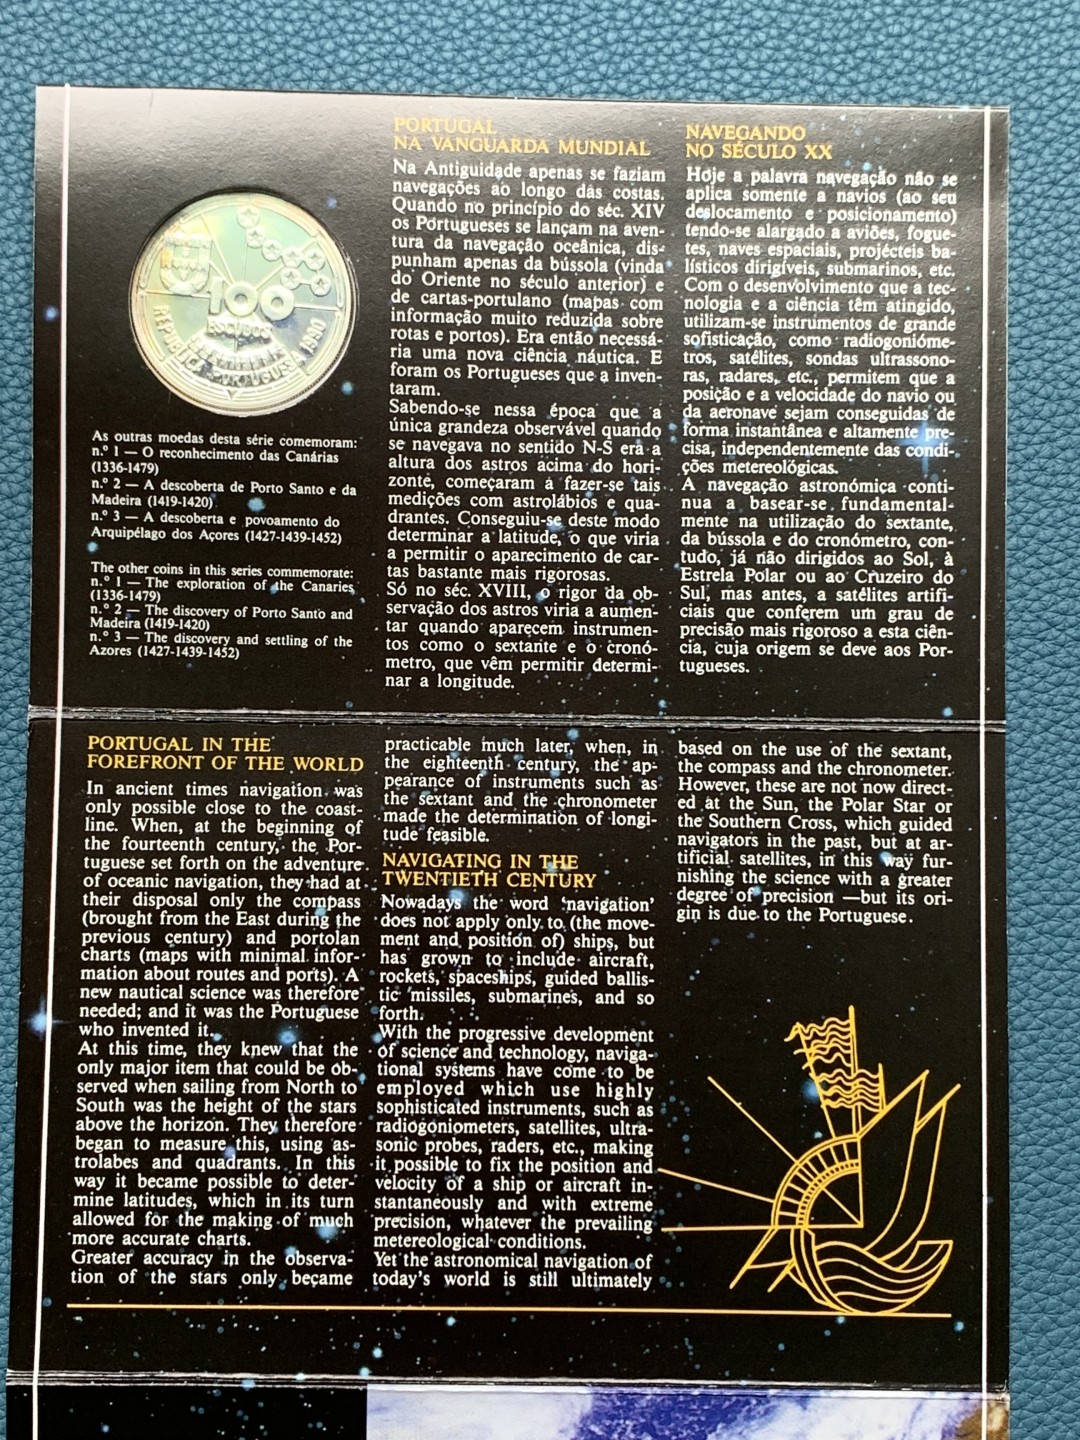 100
ESCUDOS
REPÚBLICA PORTUGUESA 1990
As outras moedas desta série comemoram:
n.º 1 — O reconhecimento das Canárias
(1336-1479)
n.º 2 — A descoberta de Porto Santo e da
Madeira (1419-1420)
n.º 3 — A descoberta e povoamento do
Arquipélago dos Açores (1427-1439-1452)
The other coins in this series commemorate:
n.º 1 — The exploration of the Canaries
(1336-1479)
n.º 2 — The discovery of Porto Santo and
Madeira (1419-1420)
n.º 3 — The discovery and settling of the
Azores (1427-1439-1452)
PORTUGAL
NA VANGUARDA MUNDIAL
Na Antiguidade apenas se faziam
navegações ao longo das costas.
Quando no princípio do séc. XIV
os Portugueses se lançam na aven-
tura da navegação oceânica, dis-
punham apenas da bússola (vinda
do Oriente no século anterior) e
de cartas-portulano (mapas com
informação muito reduzida sobre
rotas e portos). Era então necessá-
ria uma nova ciência náutica. E
foram os Portugueses que a inven-
taram.
Sabendo-se nessa época que a
única grandeza observável quando
se navegava no sentido N-S era a
altura dos astros acima do hori-
zonte, começaram a fazer-se tais
medições com astrolábios e qua-
drantes. Conseguiu-se deste modo
determinar a latitude, o que viria
a permitir o aparecimento de car-
tas bastante mais rigorosas.
Só no séc. XVIII, o rigor da ob-
servação dos astros viria a aumen-
tar quando aparecem instrumen-
tos como o sextante e o cronó-
metro, que vêm permitir determi-
nar a longitude.
NAVEGANDO
NO SÉCULO XX
Hoje a palavra navegação não se
aplica somente a navios (ao seu
deslocamento e posicionamento)
tendo-se alargado a aviões, fogue-
tes, naves espaciais, projécteis ba-
lísticos dirigíveis, submarinos, etc.
Com o desenvolvimento que a tec-
nologia e a ciência têm atingido,
utilizam-se instrumentos de grande
sofisticação, como radiogonióme-
tros, satélites, sondas ultrassono-
ras, radares, etc., permitem que a
posição e a velocidade do navio ou
da aeronave sejam conseguidas de
forma instantânea e altamente pre-
cisa, independentemente das condi-
ções metereológicas.
A navegação astronómica conti-
nua a basear-se fundamental-
mente na utilização do sextante,
da bússola e do cronómetro, con-
tudo, já não dirigidos ao Sol, à
Estrela Polar ou ao Cruzeiro do
Sul, mas antes, a satélites artifi-
ciais que conferem um grau de
precisão mais rigoroso a esta ciên-
cia, cuja origem se deve aos Por-
tugueses.
PORTUGAL IN THE
FOREFRONT OF THE WORLD
In ancient times navigation was
only possible close to the coast-
line. When, at the beginning of
the fourteenth century, the Por-
tuguese set forth on the adventure
of oceanic navigation, they had at
their disposal only the compass
(brought from the East during the
previous century) and portolan
charts (maps with minimal infor-
mation about routes and ports). A
new nautical science was therefore
needed; and it was the Portuguese
who invented it.
At this time, they knew that the
only major item that could be ob-
served when sailing from North to
South was the height of the stars
above the horizon. They therefore
began to measure this, using as-
trolabes and quadrants. In this
way it became possible to deter-
mine latitudes, which in its turn
allowed for the making of much
more accurate charts.
Greater accuracy in the observa-
tion of the stars only became
practicable much later, when, in
the eighteenth century, the ap-
pearance of instruments such as
the sextant and the chronometer
made the determination of longi-
tude feasible.
NAVIGATING IN THE
TWENTIETH CENTURY
Nowadays the word 'navigation'
does not apply only to (the move-
ment and position of) ships, but
has grown to include aircraft,
rockets, spaceships, guided ballis-
tic missiles, submarines, and so
forth.
With the progressive development
of science and technology, naviga-
tional systems have come to be
employed which use highly
sophisticated instruments, such as
radiogoniometers, satellites, ultra-
sonic probes, raders, etc., making
it possible to fix the position and
velocity of a ship or aircraft in-
stantaneously and with extreme
precision, whatever the prevailing
metereological conditions.
Yet the astronomical navigation of
today's world is still ultimately
based on the use of the sextant,
the compass and the chronometer.
However, these are not now direct-
ed at the Sun, the Polar Star or
the Southern Cross, which guided
navigators in the past, but at ar-
tificial satellites, in this way fur-
nishing the science with a greater
degree of precision —but its ori-
gin is due to the Portuguese.